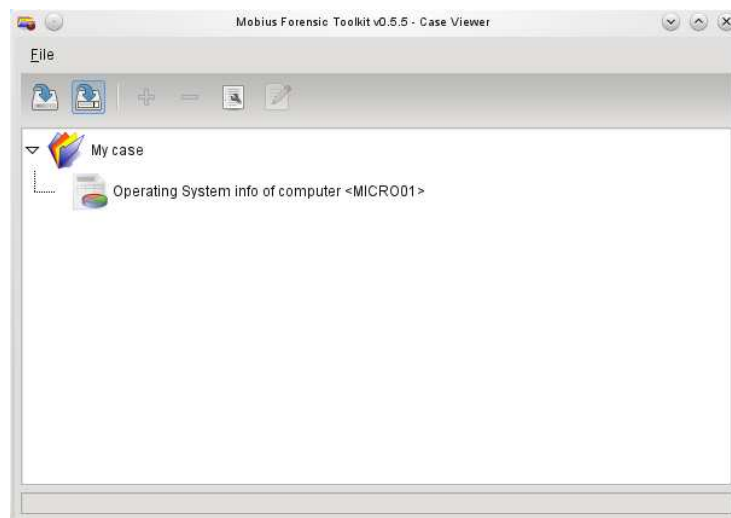 Mobius Forensic Toolkit v0.5.5 - Case Viewer
File
My case
Operating System info of computer <MICRO01>